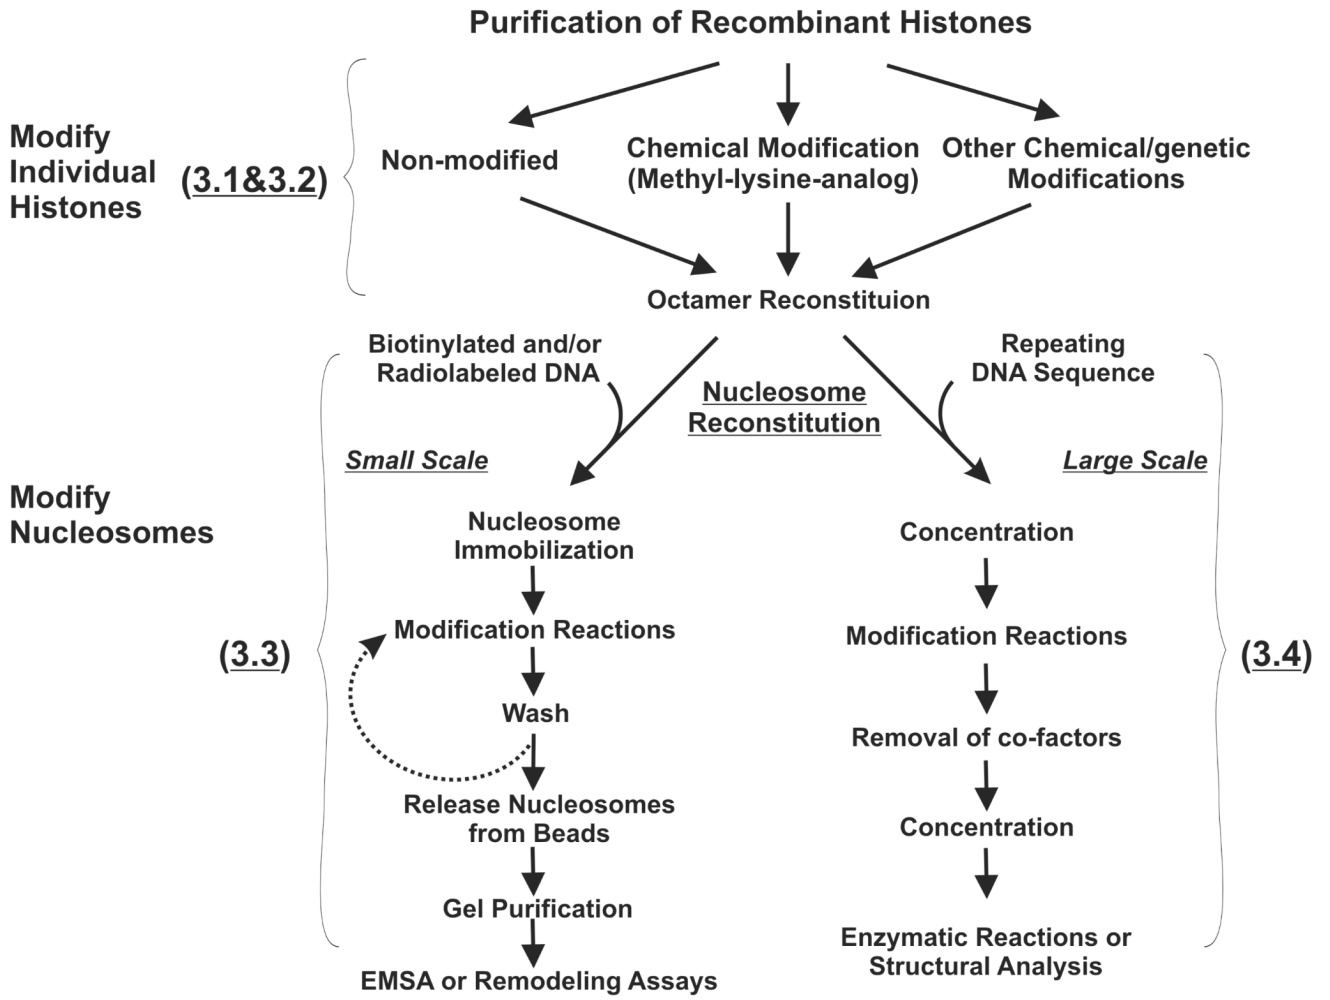 Purification of Recombinant Histones
Modify
Individual
Histones
(3.1&3.2)
Non-modified
Chemical Modification
(Methyl-lysine-analog)
Other Chemical/genetic
Modifications
Octamer Reconstituion
Biotinylated and/or
Radiolabeled DNA
Nucleosome
Reconstitution
Repeating
DNA Sequence
Small Scale
Large Scale
Modify
Nucleosomes
(3.3)
Nucleosome
Immobilization
Modification Reactions
Wash
Release Nucleosomes
from Beads
Gel Purification
EMSA or Remodeling Assays
Concentration
Modification Reactions
Removal of co-factors
Concentration
Enzymatic Reactions or
Structural Analysis
(3.4)